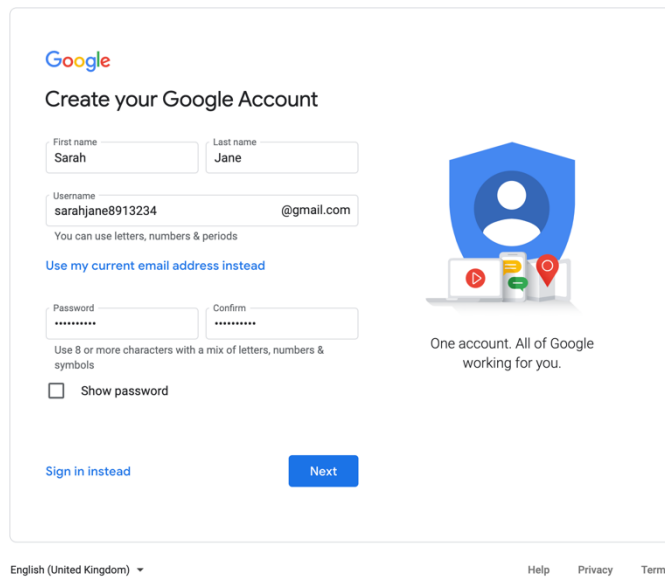 Google
Create your Google Account
First name
Sarah
Last name
Jane
Username
sarahjane8913234
@gmail.com
You can use letters, numbers & periods
Use my current email address instead
Password
••••••••••
Confirm
••••••••••
Use 8 or more characters with a mix of letters, numbers &
symbols
Show password
Sign in instead
Next
One account. All of Google
working for you.
English (United Kingdom)
Help
Privacy
Term